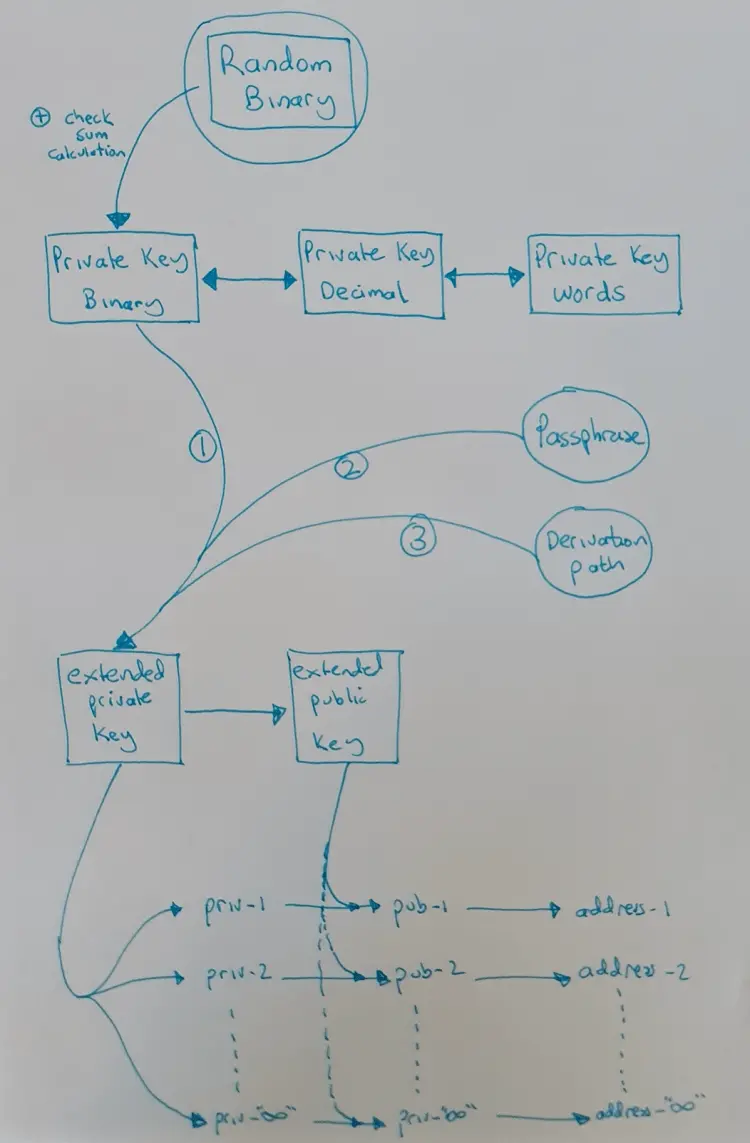 Random
Binary
+ check
sum
calculation
Private Key
Binary
Private Key
Decimal
Private Key
words
1
2
Passphrase
3
Derivation
path
extended
private
Key
extended
public
Key
priv-1
pub-1
address-1
priv-2
pub-2
address-2
priv-"∞"
priv-"∞"
address-"∞"